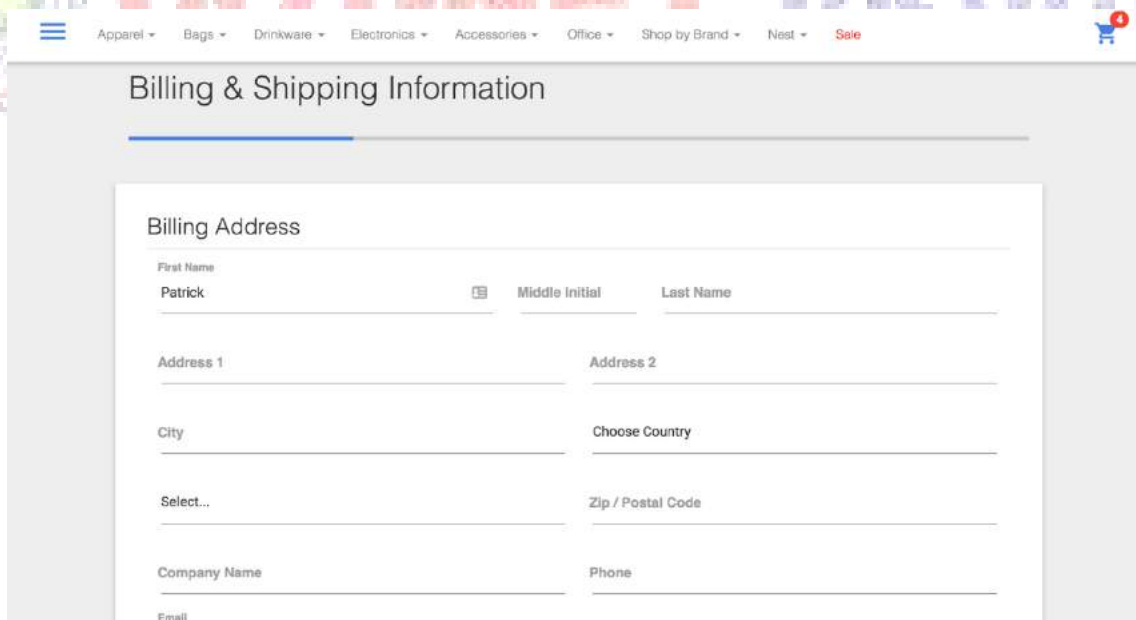 4
Apparel Bags Drinkware Electronics Accessories Office Shop by Brand Nest Sale
Billing & Shipping Information
Billing Address
First Name
Patrick Middle Initial Last Name
Address 1 Address 2
City Choose Country
Select... Zip / Postal Code
Company Name Phone
Email